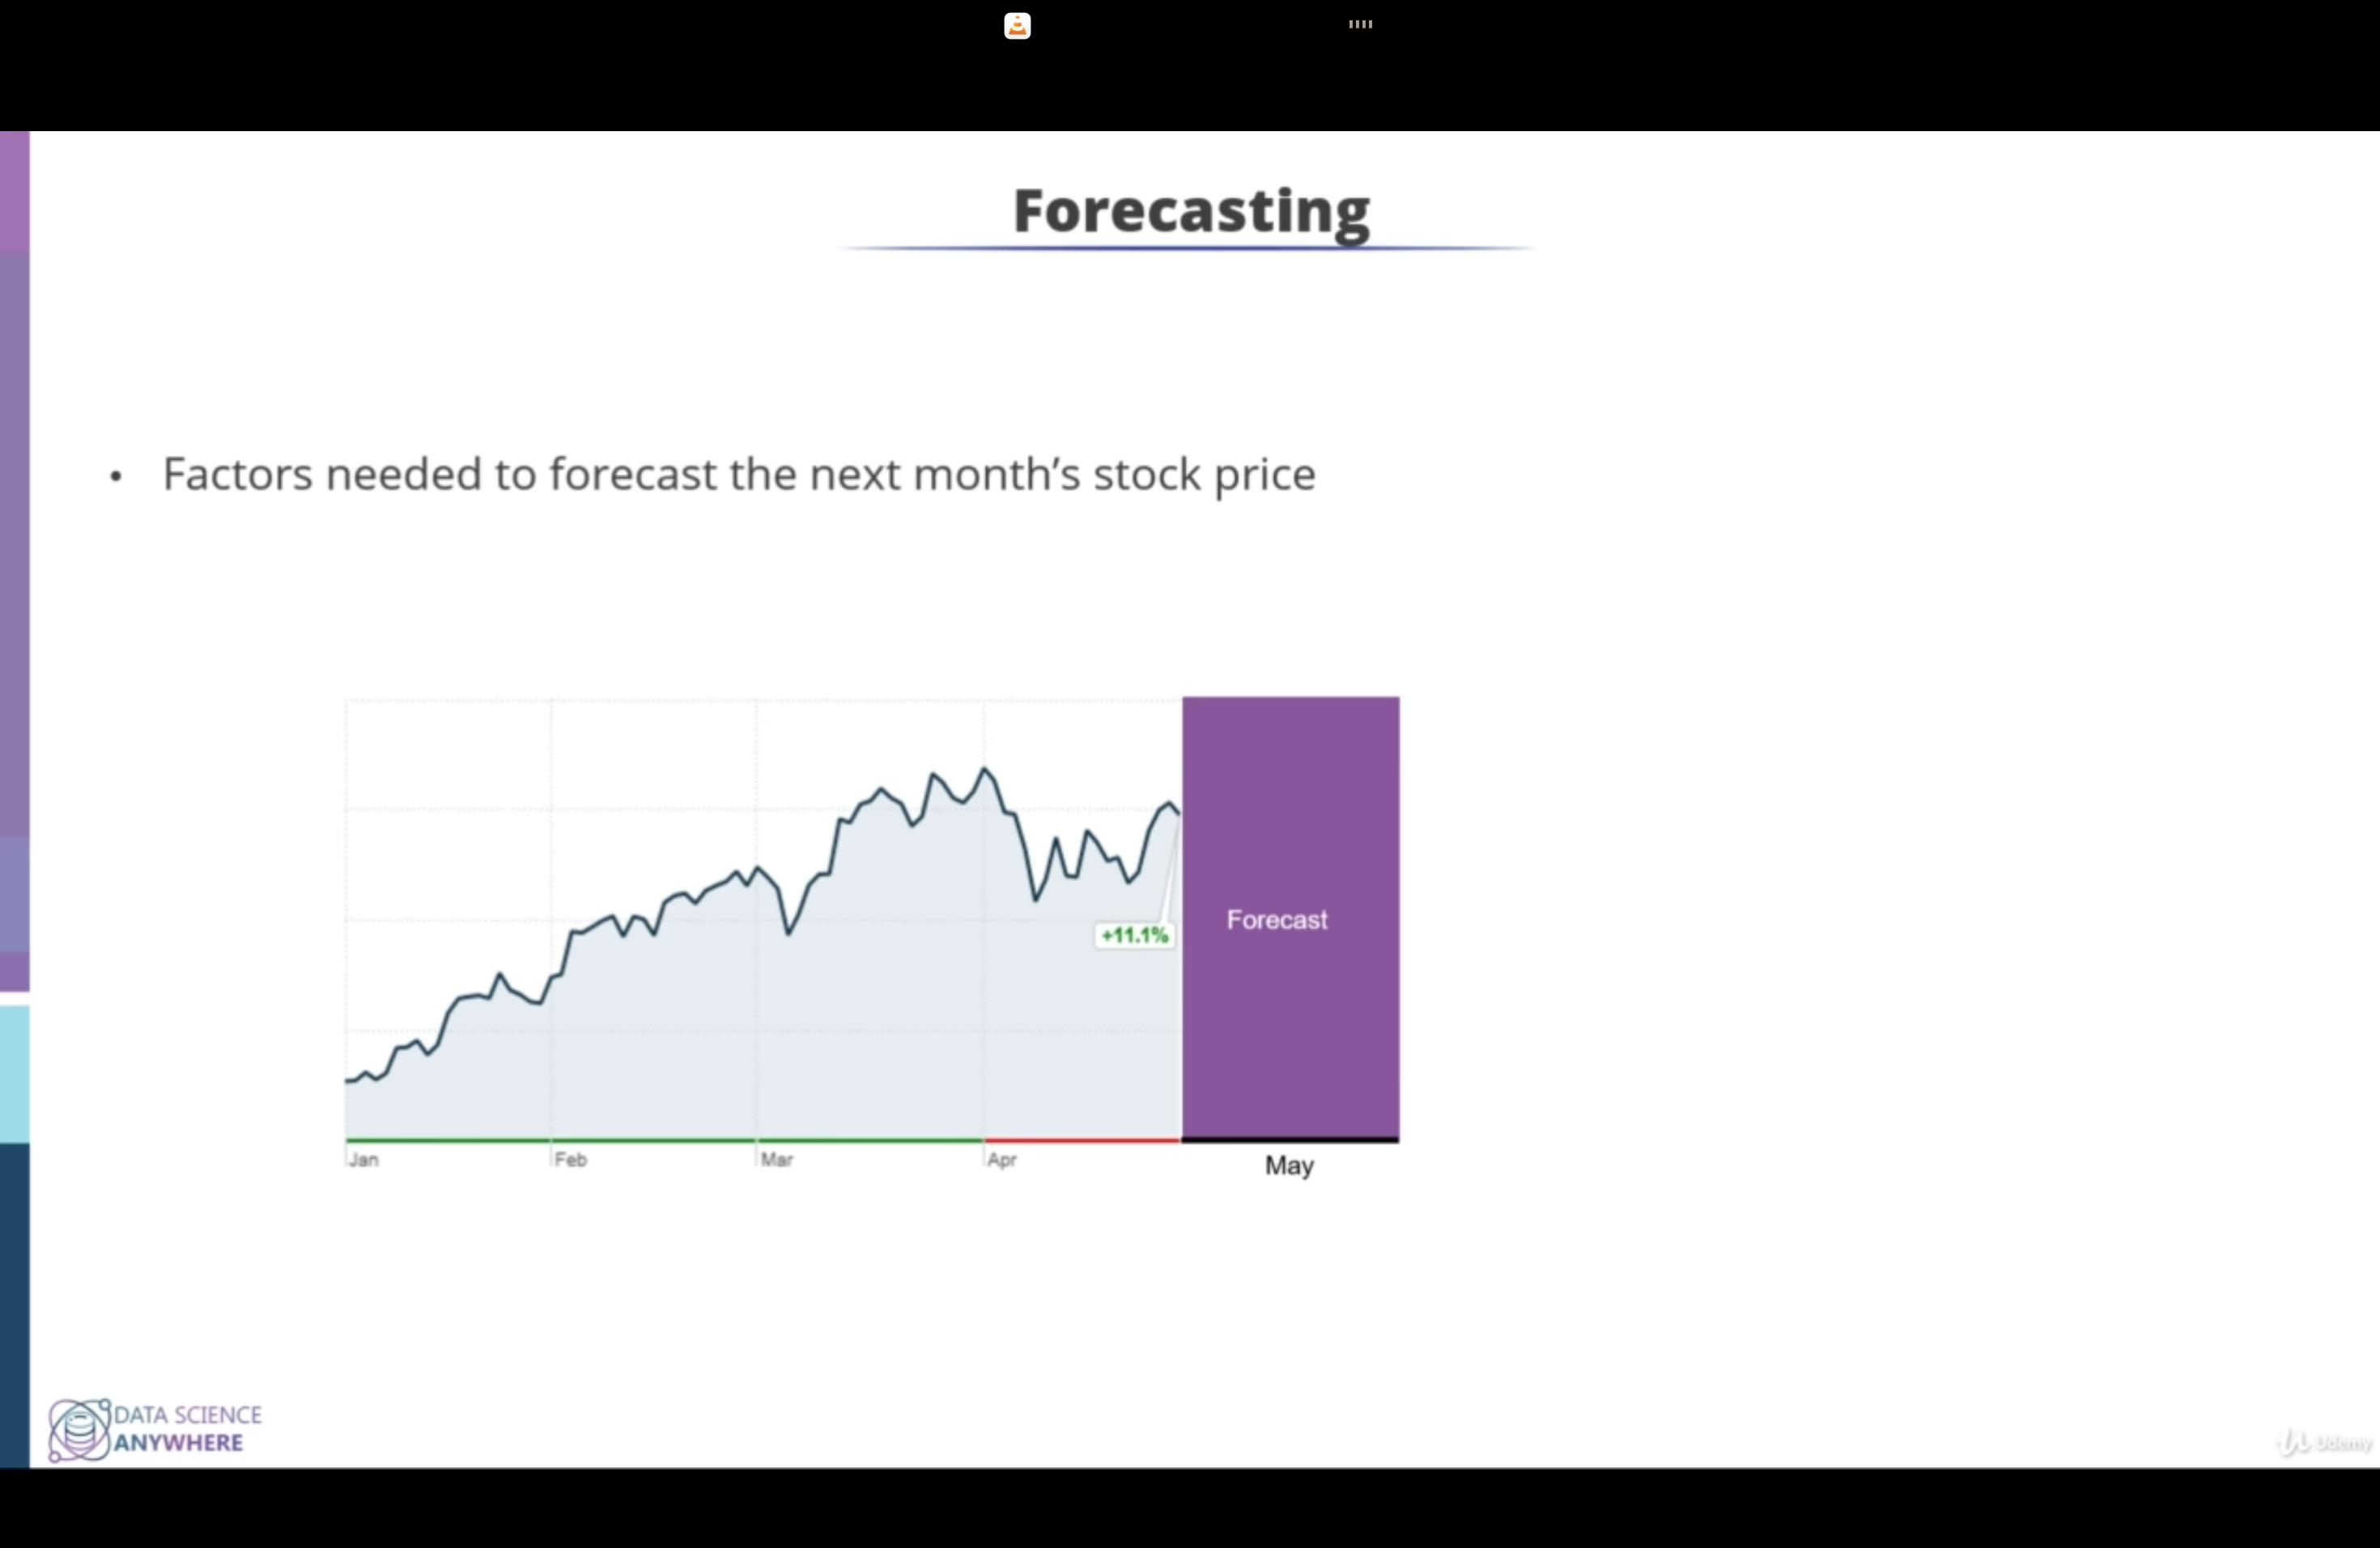 Forecasting
• Factors needed to forecast the next month’s stock price
+11.1%
Forecast
Jan
Feb
Mar
Apr
May
DATA SCIENCE
ANYWHERE
Udemy